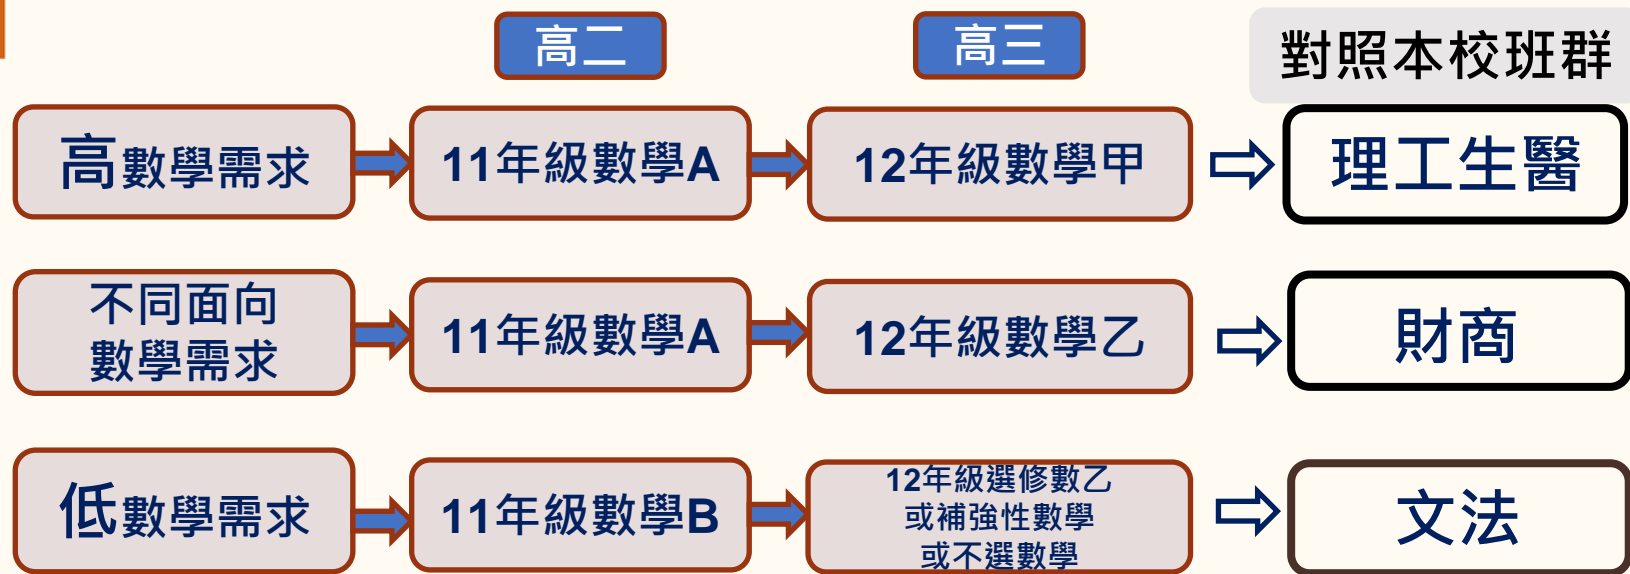 高二
高三
對照本校班群
高數學需求
11年級數學A
12年級數學甲
理工生醫
不同面向
數學需求
11年級數學A
12年級數學乙
財商
低數學需求
11年級數學B
12年級選修數乙
或補強性數學
或不選數學
文法